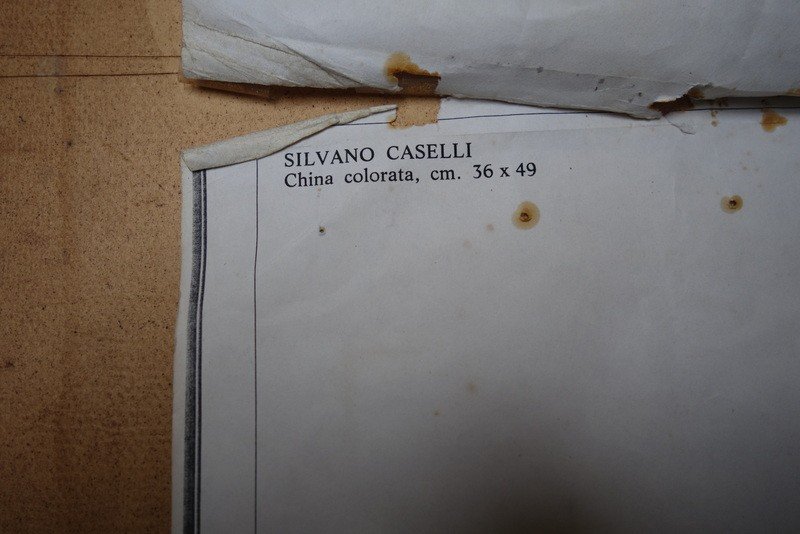 SILVANO CASELLI
China colorata, cm. 36 x 49